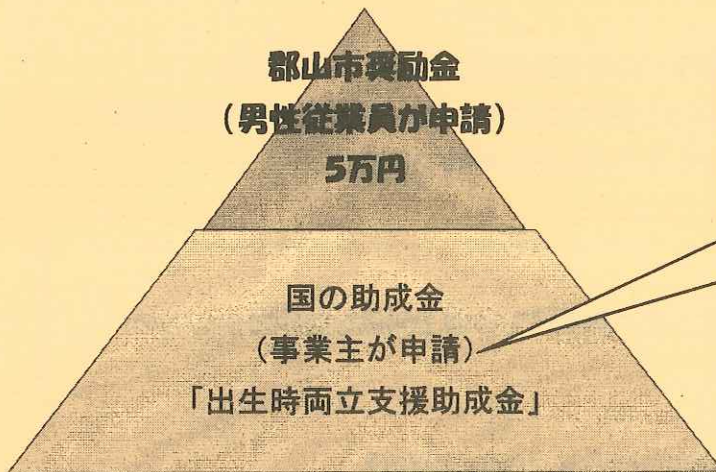 郡山市奨励金
(男性従業員が申請)
5万円
国の助成金
(事業主が申請)
「出生時両立支援助成金」